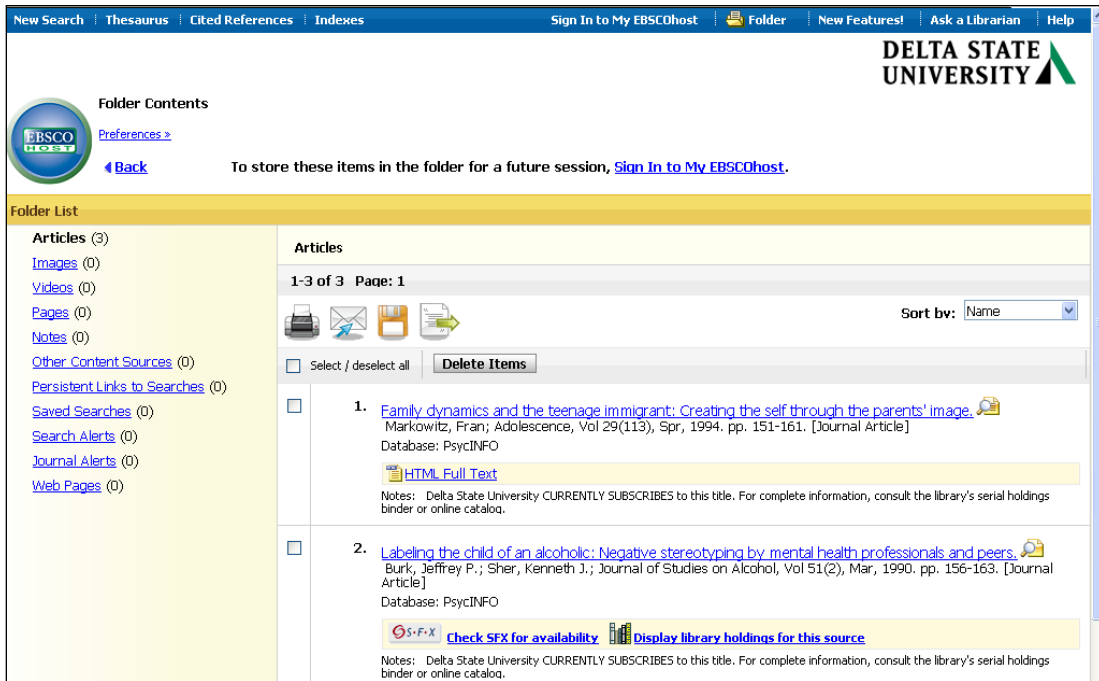 New Search Thesaurus Cited References Indexes Sign In to My EBSCOhost Folder New Features! Ask a Librarian Help
DELTA STATE
UNIVERSITY
Folder Contents
EBSCO
HOST
Preferences »
Back To store these items in the folder for a future session, Sign In to My EBSCOhost.
Folder List
Articles (3)
Images (0)
Videos (0)
Pages (0)
Notes (0)
Other Content Sources (0)
Persistent Links to Searches (0)
Saved Searches (0)
Search Alerts (0)
Journal Alerts (0)
Web Pages (0)
Articles
1-3 of 3 Page: 1
Sort by: Name
Select / deselect all Delete Items
1. Family dynamics and the teenage immigrant: Creating the self through the parents' image.
Markowitz, Fran; Adolescence, Vol 29(113), Spr, 1994. pp. 151-161. [Journal Article]
Database: PsycINFO
HTML Full Text
Notes: Delta State University CURRENTLY SUBSCRIBES to this title. For complete information, consult the library's serial holdings
binder or online catalog.
2. Labeling the child of an alcoholic: Negative stereotyping by mental health professionals and peers.
Burk, Jeffrey P.; Sher, Kenneth J.; Journal of Studies on Alcohol, Vol 51(2), Mar, 1990. pp. 156-163. [Journal
Article]
Database: PsycINFO
S·F·X Check SFX for availability Display library holdings for this source
Notes: Delta State University CURRENTLY SUBSCRIBES to this title. For complete information, consult the library's serial holdings
binder or online catalog.